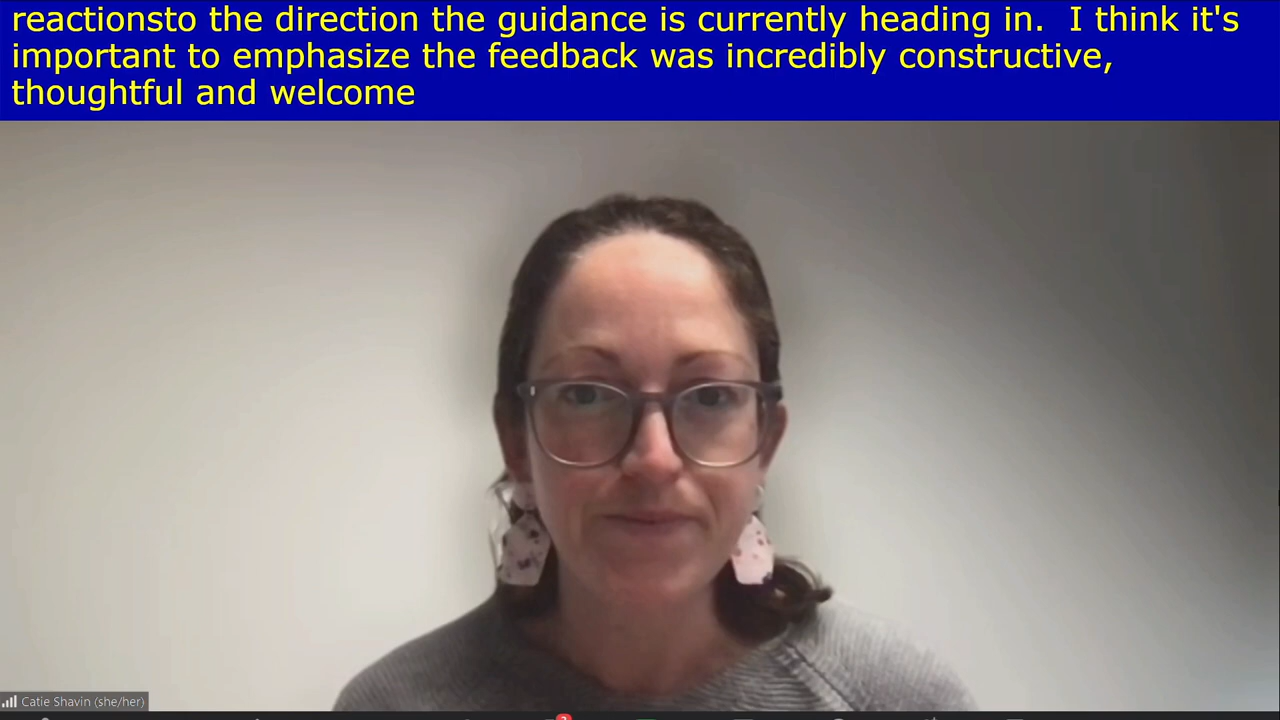 reactionsto the direction the guidance is currently heading in.  I think it's
important to emphasize the feedback was incredibly constructive,
thoughtful and welcome
Catie Shavin (she/her)